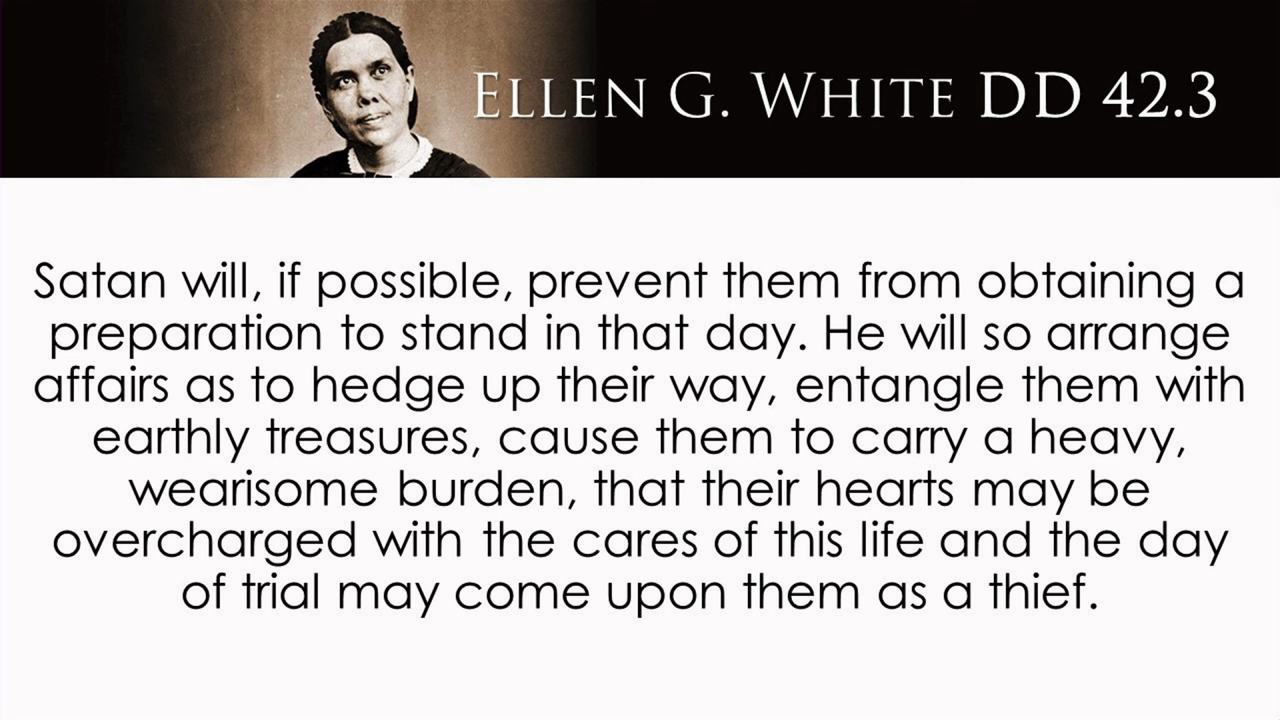 Ellen G. White DD 42.3
Satan will, if possible, prevent them from obtaining a
preparation to stand in that day. He will so arrange
affairs as to hedge up their way, entangle them with
earthly treasures, cause them to carry a heavy,
wearisome burden, that their hearts may be
overcharged with the cares of this life and the day
of trial may come upon them as a thief.